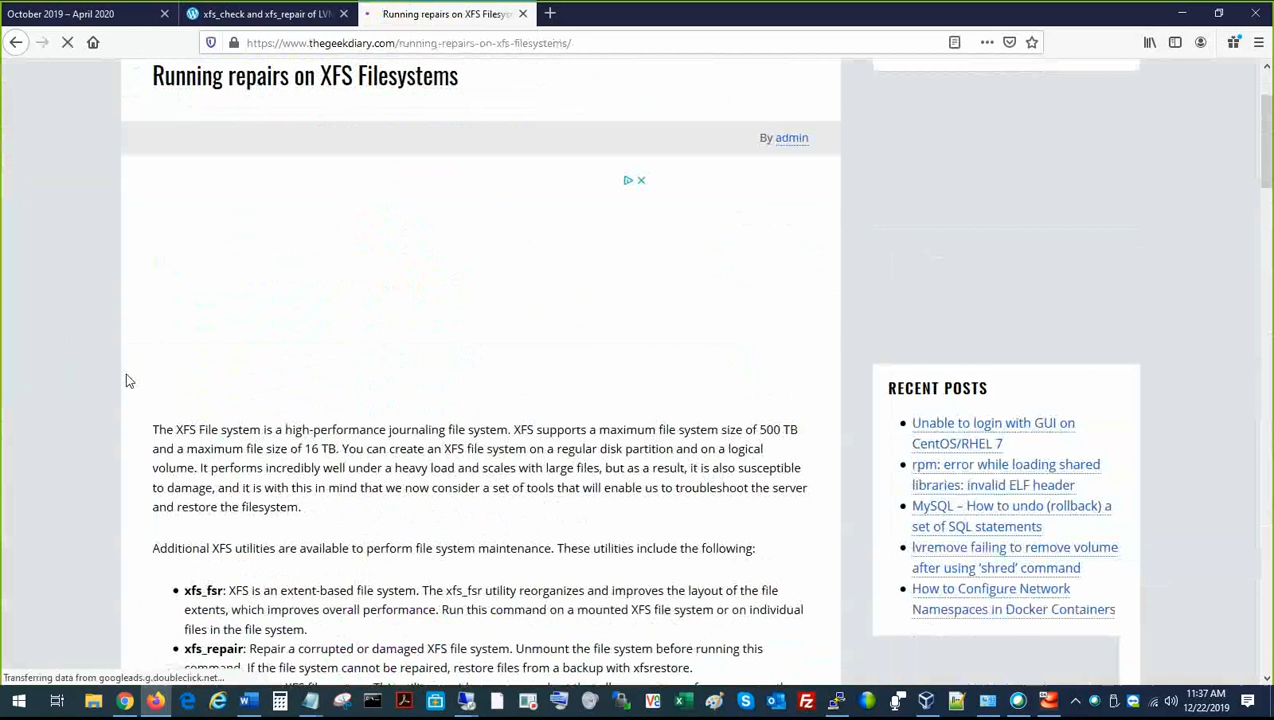 October 2019 – April 2020
xfs_check and xfs_repair of LVM
Running repairs on XFS Filesys
https://www.thegeekdiary.com/running-repairs-on-xfs-filesystems/
Running repairs on XFS Filesystems
By admin
The XFS File system is a high-performance journaling file system. XFS supports a maximum file system size of 500 TB
and a maximum file size of 16 TB. You can create an XFS file system on a regular disk partition and on a logical
volume. It performs incredibly well under a heavy load and scales with large files, but as a result, it is also susceptible
to damage, and it is with this in mind that we now consider a set of tools that will enable us to troubleshoot the server
and restore the filesystem.
Additional XFS utilities are available to perform file system maintenance. These utilities include the following:
xfs_fsr: XFS is an extent-based file system. The xfs_fsr utility reorganizes and improves the layout of the file
extents, which improves overall performance. Run this command on a mounted XFS file system or on individual
files in the file system.
xfs_repair: Repair a corrupted or damaged XFS file system. Unmount the file system before running this
command. If the file system cannot be repaired, restore files from a backup with xfsrestore.
RECENT POSTS
Unable to login with GUI on
CentOS/RHEL 7
rpm: error while loading shared
libraries: invalid ELF header
MySQL – How to undo (rollback) a
set of SQL statements
lvremove failing to remove volume
after using ‘shred’ command
How to Configure Network
Namespaces in Docker Containers
Transferring data from googleads.g.doubleclick.net...
11:37 AM
12/22/2019